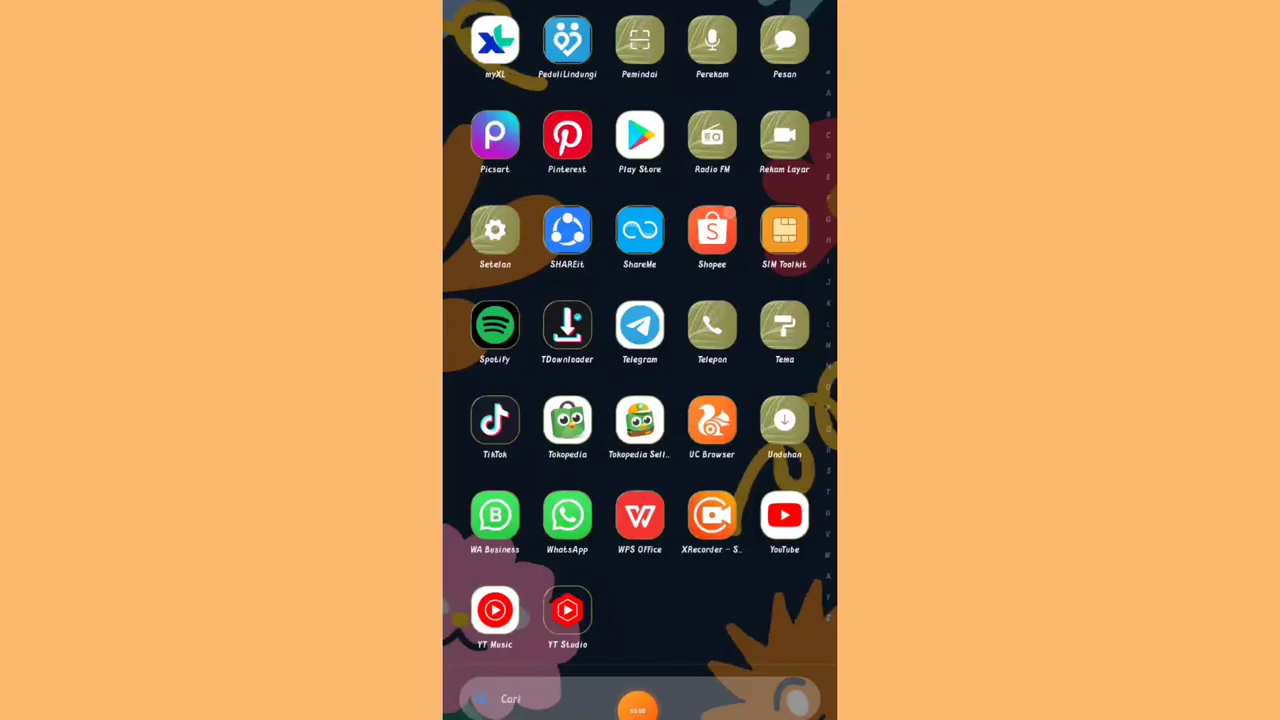 myXL PeduliLindungi Pemindai Perekam Pesan
Picsart Pinterest Play Store Radio FM Rekam Layar
Setelan SHAREit ShareMe Shopee SIM Toolkit
Spotify TDownloader Telegram Telepon Tema
TikTok Tokopedia Tokopedia Sell.. UC Browser Unduhan
WA Business WhatsApp WPS Office XRecorder - S.. YouTube
YT Music YT Studio
Cari